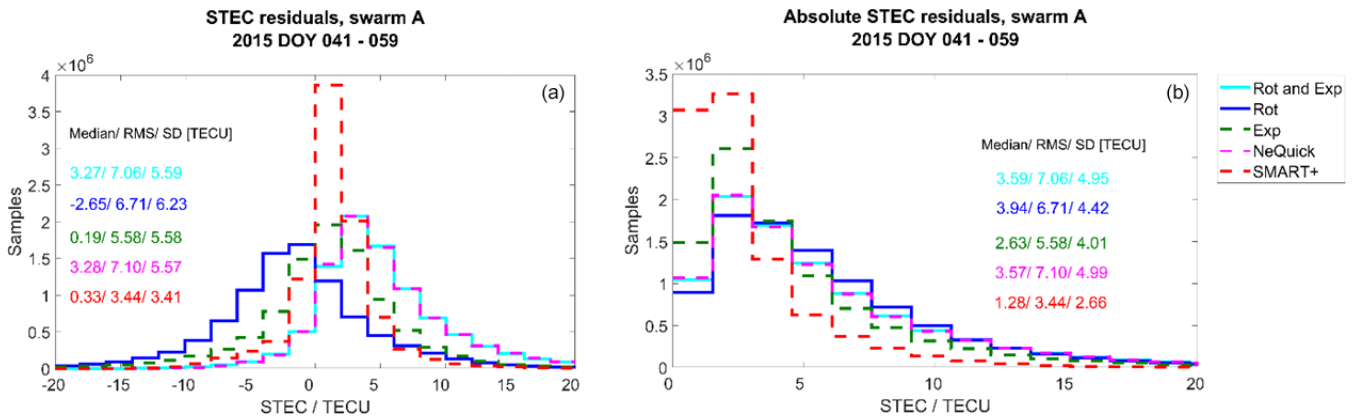 STEC residuals, swarm A
2015 DOY 041 - 059
×10⁶
(a)
Median/ RMS/ SD [TECU]
3.27/ 7.06/ 5.59
-2.65/ 6.71/ 6.23
0.19/ 5.58/ 5.58
3.28/ 7.10/ 5.57
0.33/ 3.44/ 3.41
Samples
4
3.5
3
2.5
2
1.5
1
0.5
0
-20 -15 -10 -5 0 5 10 15 20
STEC / TECU
Absolute STEC residuals, swarm A
2015 DOY 041 - 059
×10⁶
(b)
Median/ RMS/ SD [TECU]
3.59/ 7.06/ 4.95
3.94/ 6.71/ 4.42
2.63/ 5.58/ 4.01
3.57/ 7.10/ 4.99
1.28/ 3.44/ 2.66
Samples
3.5
3
2.5
2
1.5
1
0.5
0
0 5 10 15 20
STEC / TECU
Rot and Exp
Rot
Exp
NeQuick
SMART+